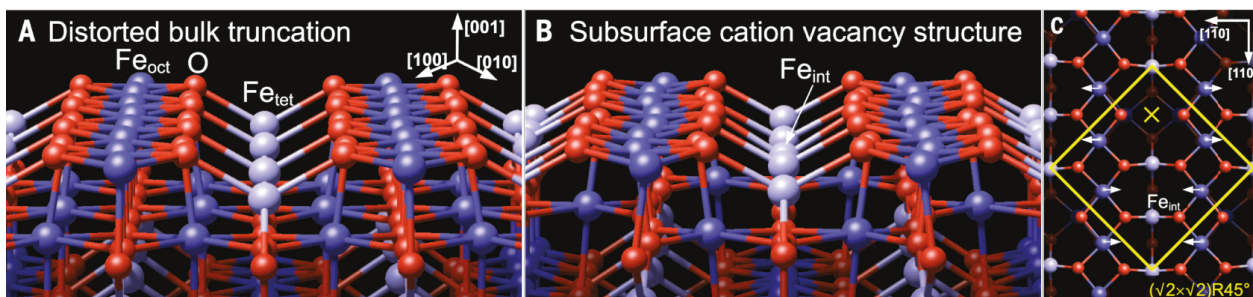 A Distorted bulk truncation
[001]
[100]
[010]
Fe_oct
O
Fe_tet
B Subsurface cation vacancy structure
Fe_int
C
[1-10]
[110]
Fe_int
(√2×√2)R45°